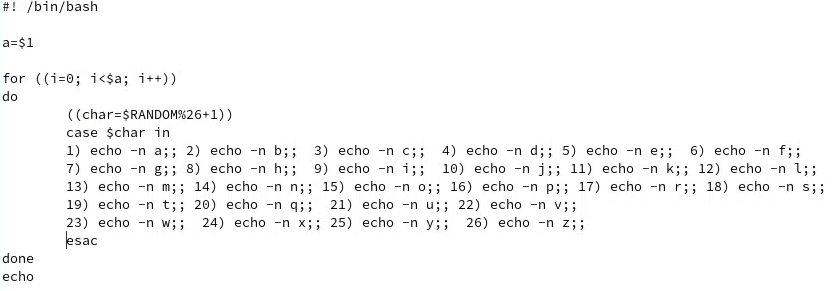 #! /bin/bash

a=$1

for ((i=0; i<$a; i++))
do
        ((char=$RANDOM%26+1))
        case $char in
        1) echo -n a;; 2) echo -n b;;  3) echo -n c;;  4) echo -n d;; 5) echo -n e;;  6) echo -n f;;
        7) echo -n g;; 8) echo -n h;;  9) echo -n i;;  10) echo -n j;; 11) echo -n k;; 12) echo -n l;;
        13) echo -n m;; 14) echo -n n;; 15) echo -n o;; 16) echo -n p;; 17) echo -n r;; 18) echo -n s;;
        19) echo -n t;; 20) echo -n q;;  21) echo -n u;; 22) echo -n v;;
        23) echo -n w;;  24) echo -n x;; 25) echo -n y;;  26) echo -n z;;
        esac
done
echo